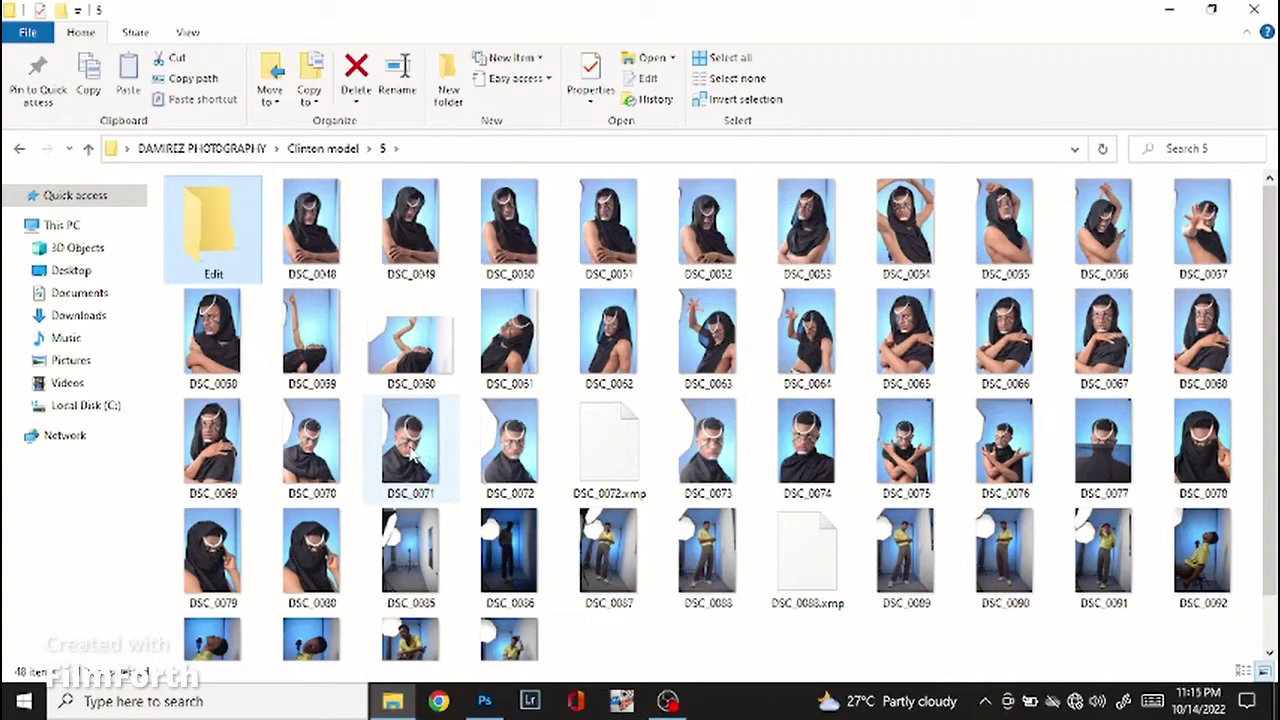 5
File Home Share View
Pin to Quick access
Copy
Paste
Cut
Copy path
Paste shortcut
Clipboard
Move to
Copy to
Delete
Rename
Organize
New folder
New item
Easy access
New
Properties
Open
Edit
History
Open
Select all
Select none
Invert selection
Select
DAMIREZ PHOTOGRAPHY > Clinton model > 5 >
Search 5
Quick access
This PC
3D Objects
Desktop
Documents
Downloads
Music
Pictures
Videos
Local Disk (C:)
Network
Edit DSC_0048 DSC_0049 DSC_0050 DSC_0051 DSC_0052 DSC_0053 DSC_0054 DSC_0055 DSC_0056 DSC_0057
DSC_0058 DSC_0059 DSC_0060 DSC_0061 DSC_0062 DSC_0063 DSC_0064 DSC_0065 DSC_0066 DSC_0067 DSC_0068
DSC_0069 DSC_0070 DSC_0071 DSC_0072 DSC_0072.xmp DSC_0073 DSC_0074 DSC_0075 DSC_0076 DSC_0077 DSC_0078
DSC_0079 DSC_0080 DSC_0085 DSC_0086 DSC_0087 DSC_0088 DSC_0088.xmp DSC_0089 DSC_0090 DSC_0091 DSC_0092
Created with
FilmForth
48
Type here to search
Ps
Lr
27°C Partly cloudy
11:15 PM
10/14/2022